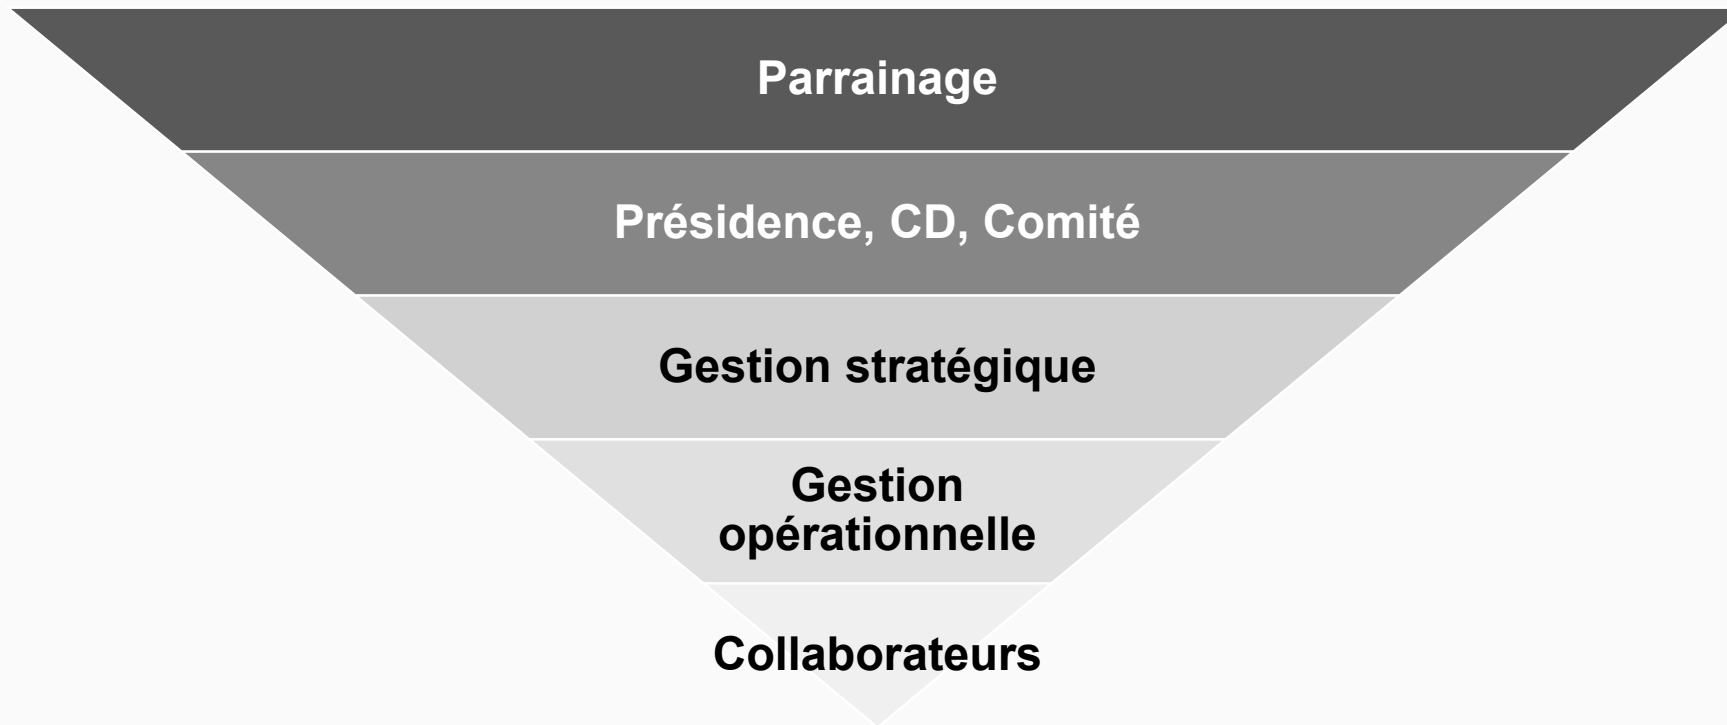 Parrainage
Présidence, CD, Comité
Gestion stratégique
Gestion
opérationnelle
Collaborateurs